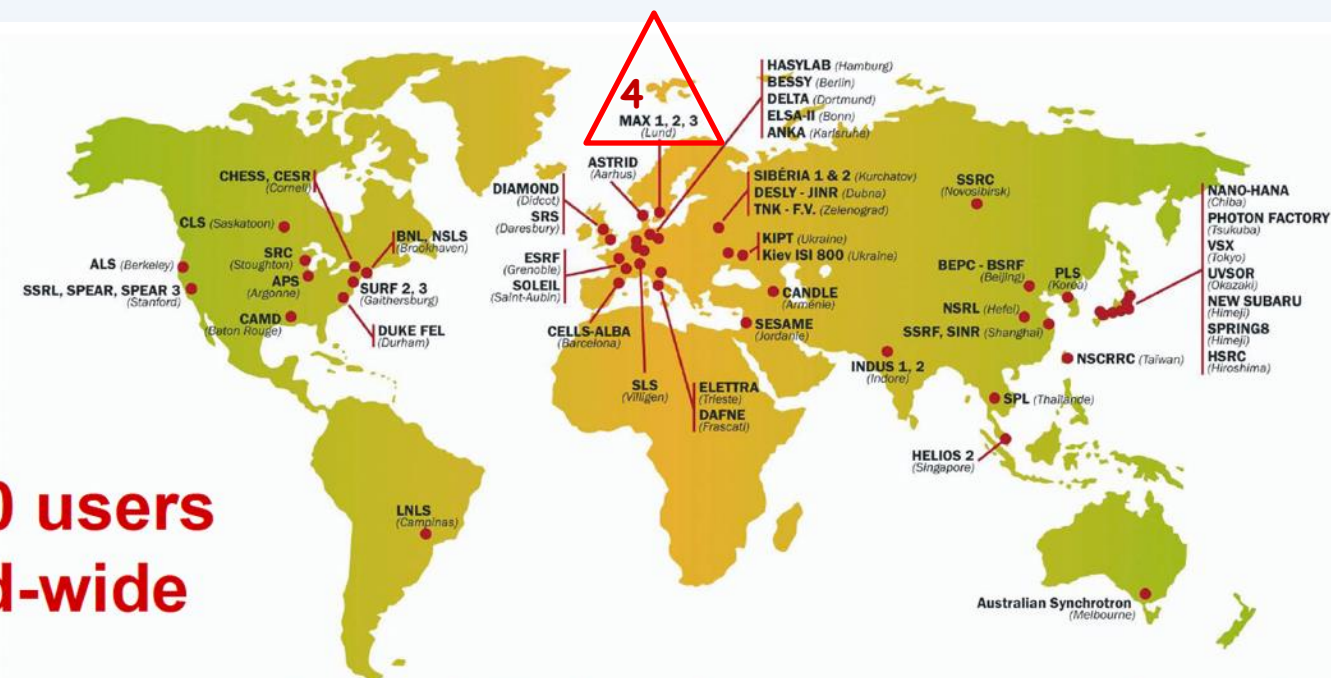 4
MAX 1, 2, 3
(Lund)
HASYLAB (Hamburg)
BESSY (Berlin)
DELTA (Dortmund)
ELSA-II (Bonn)
ANKA (Karlsruhe)
ASTRID
(Aarhus)
DIAMOND
(Didcot)
SRS
(Daresbury)
ESRF
(Grenoble)
SOLEIL
(Saint-Aubin)
CHESS, CESR
(Cornell)
CLS (Saskatoon)
BNL, NSLS
(Brookhaven)
SRC
(Stoughton)
ALS (Berkeley)
APS
(Argonne)
SSRL, SPEAR, SPEAR 3
(Stanford)
SURF 2, 3
(Gaithersburg)
CAMD
(Baton Rouge)
DUKE FEL
(Durham)
SIBÉRIA 1 & 2 (Kurchatov)
DESLY - JINR (Dubna)
TNK - F.V. (Zelenograd)
KIPT (Ukraine)
Kiev ISI 800 (Ukraine)
SSRC
(Novosibirsk)
NANO-HANA
(Chiba)
PHOTON FACTORY
(Tsukuba)
VSX
(Tokyo)
UVSOR
(Okazaki)
NEW SUBARU
(Himeji)
SPRING8
(Himeji)
HSRC
(Hiroshima)
BEPC - BSRF
(Beijing)
PLS
(Korea)
CANDLE
(Arménie)
NSRL (Hefei)
SESAME
(Jordanie)
SSRF, SINR (Shanghai)
CELLS-ALBA
(Barcelona)
INDUS 1, 2
(Indore)
NSCRRC (Taïwan)
SLS
(Villigen)
ELETTRA
(Trieste)
DAFNE
(Frascati)
SPL (Thaïlande)
HELIOS 2
(Singapore)
LNLS
(Campinas)
0 users
d-wide
Australian Synchrotron
(Melbourne)